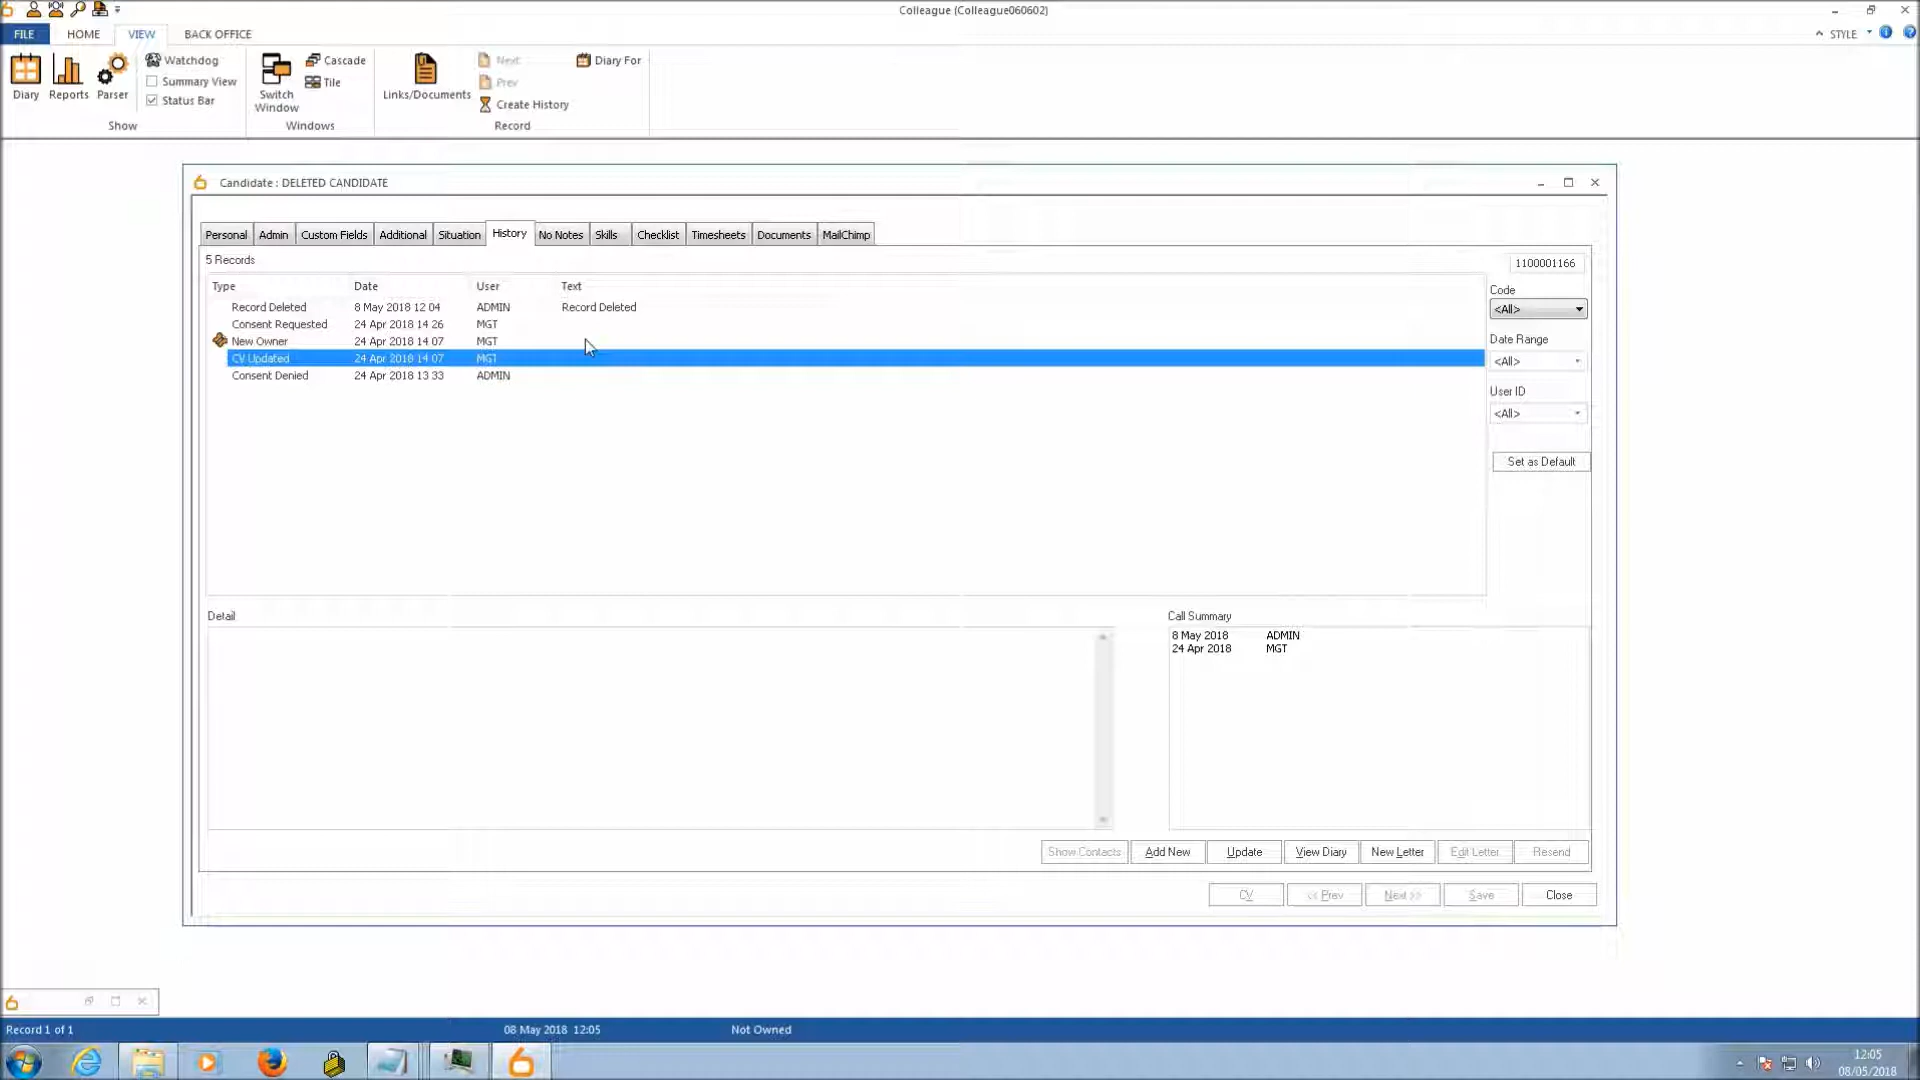 Colleague (Colleague060602)
FILE HOME VIEW BACK OFFICE
STYLE
Diary
Reports
Parser
Watchdog
Summary View
Status Bar
Show
Switch
Window
Cascade
Tile
Windows
Links/Documents
Next
Prev
Create History
Diary For
Record
Candidate : DELETED CANDIDATE
Personal Admin Custom Fields Additional Situation History No Notes Skills Checklist Timesheets Documents MailChimp
5 Records
1100001166
Type Date User Text
Record Deleted 8 May 2018 12 04 ADMIN Record Deleted
Consent Requested 24 Apr 2018 14 26 MGT
New Owner 24 Apr 2018 14 07 MGT
CV Updated 24 Apr 2018 14 07 MGT
Consent Denied 24 Apr 2018 13 33 ADMIN
Code
<All>
Date Range
<All>
User ID
<All>
Set as Default
Detail
Call Summary
8 May 2018 ADMIN
24 Apr 2018 MGT
Show Contacts Add New Update View Diary New Letter Edit Letter Resend
CV << Prev Next >> Save Close
Record 1 of 1 08 May 2018 12:05 Not Owned
12:05
08/05/2018